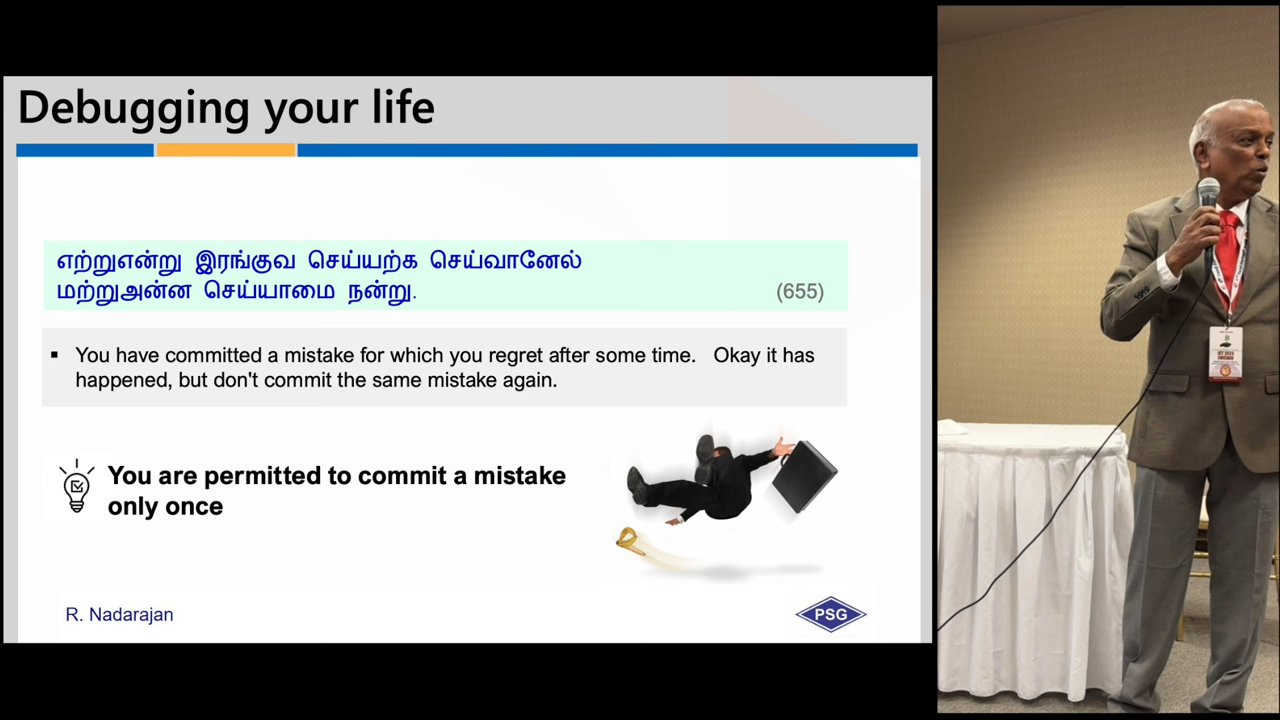 Debugging your life
எற்றுஎன்று இரங்குவ செய்யற்க செய்வானேல்
மற்றுஅன்ன செய்யாமை நன்று.
(655)
▪ You have committed a mistake for which you regret after some time. Okay it has
happened, but don't commit the same mistake again.
You are permitted to commit a mistake
only once
R. Nadarajan
PSG